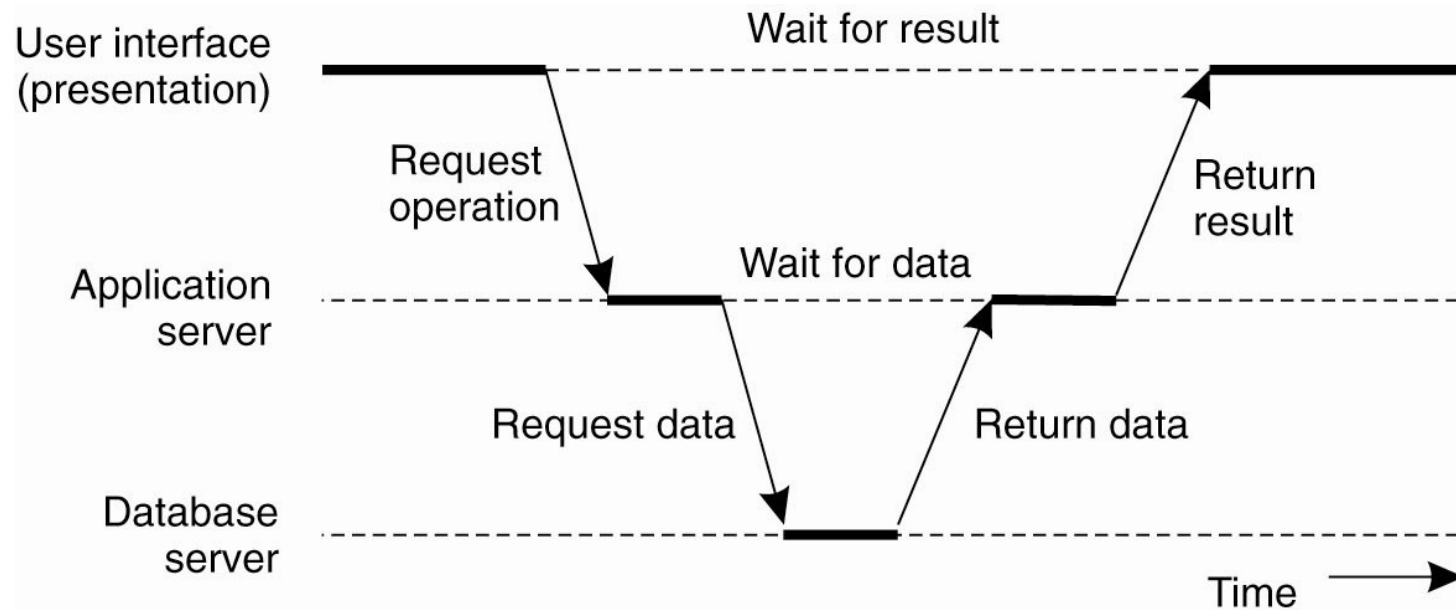 User interface
(presentation)
Wait for result
Request
operation
Return
result
Application
server
Wait for data
Request data
Return data
Database
server
Time